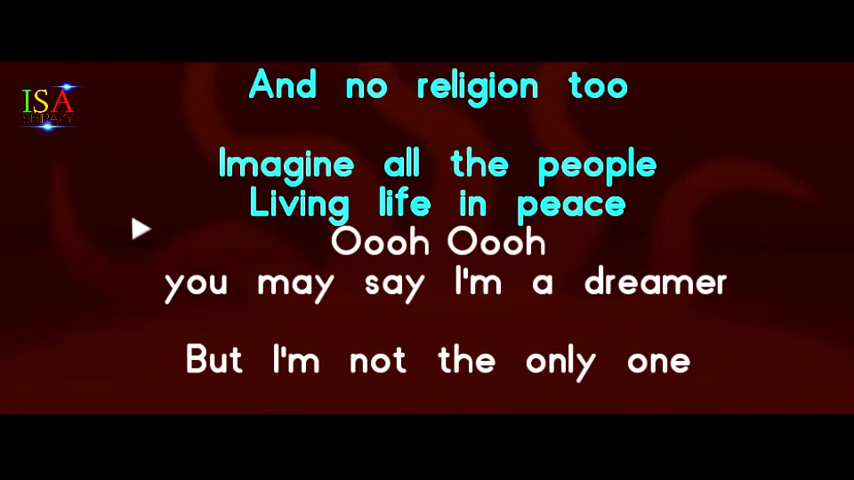 ISA
SHIRAZY
And no religion too
Imagine all the people
Living life in peace
Oooh Oooh
you may say I'm a dreamer
But I'm not the only one